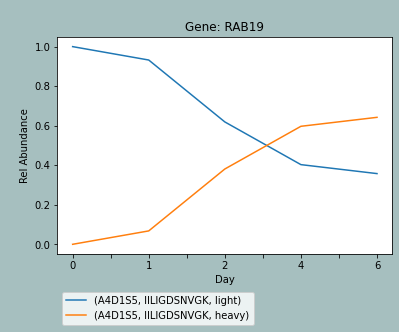 Gene: RAB19
1.0
0.8
0.6
0.4
0.2
0.0
Rel Abundance
0 1 2 4 6
Day
(A4D1S5, IILIGDSNVGK, light)
(A4D1S5, IILIGDSNVGK, heavy)